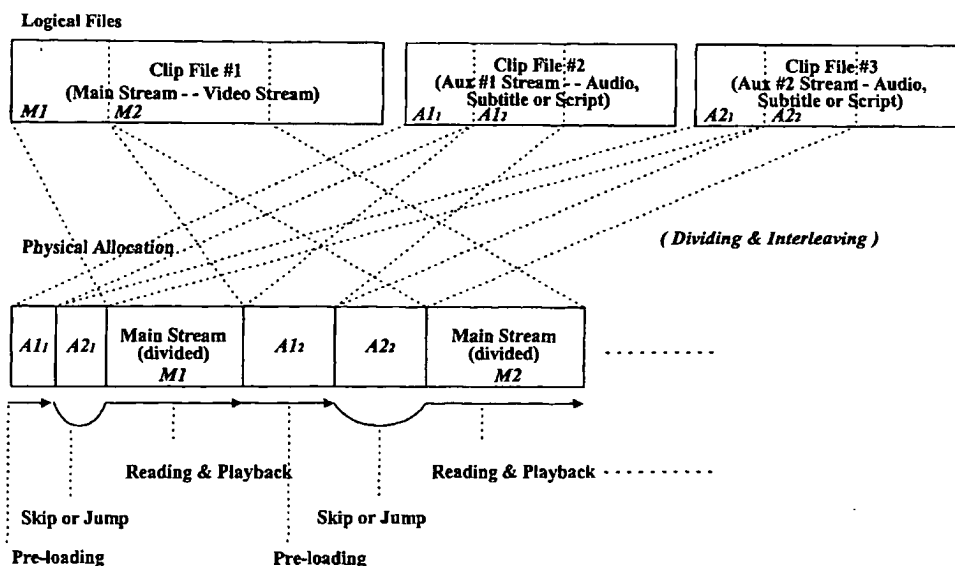 Logical Files
Clip File #1
(Main Stream - - Video Stream)
M1 M2
Clip File #2
(Aux #1 Stream -- Audio,
Subtitle or Script)
A1₁ A1₂
Clip File #3
(Aux #2 Stream - Audio,
Subtitle or Script)
A2₁ A2₂
Physical Allocation
( Dividing & Interleaving )
A1₁
A2₁
Main Stream
(divided)
M1
A1₂
A2₂
Main Stream
(divided)
M2
Reading & Playback
Reading & Playback
Skip or Jump
Skip or Jump
Pre-loading
Pre-loading